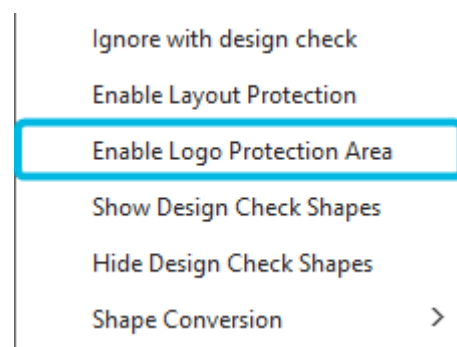 Ignore with design check
Enable Layout Protection
Enable Logo Protection Area
Show Design Check Shapes
Hide Design Check Shapes
Shape Conversion